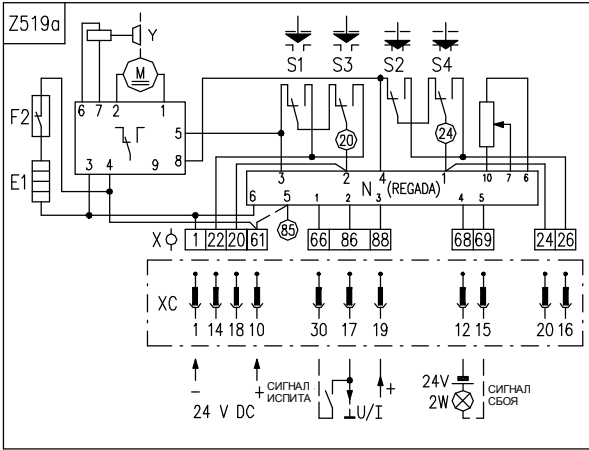 Z519a
Y
M
S1 S3 S2 S4
6 7 2 1
F2
5
8
3 4 9
E1
20
24
3 2 4 1 10 7 6
N (REGADA)
6 5 1 2 3 4 5
85
X 1 22 20 61 66 86 88 68 69 24 26
XC
1 14 18 10 30 17 19 12 15 20 16
− + СИГНАЛ ИСПИТА + 24V СИГНАЛ СБОЯ
24 V DC U/I 2W